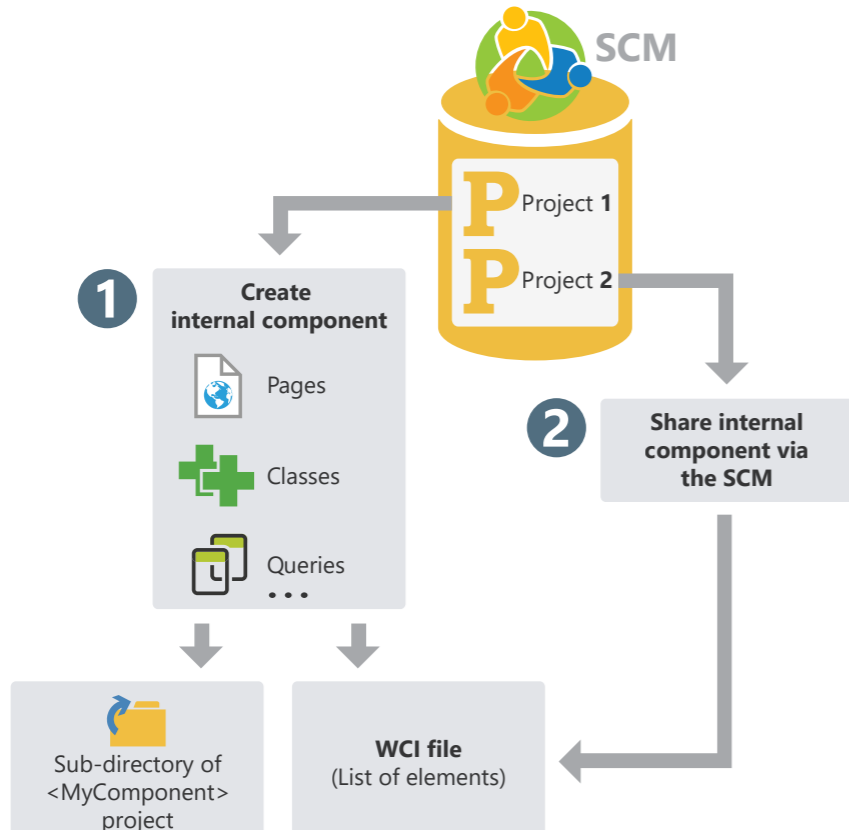 SCM
P Project 1
P Project 2
1
Create
internal component
Pages
Classes
Queries
...
2
Share internal
component via
the SCM
Sub-directory of
<MyComponent>
project
WCI file
(List of elements)